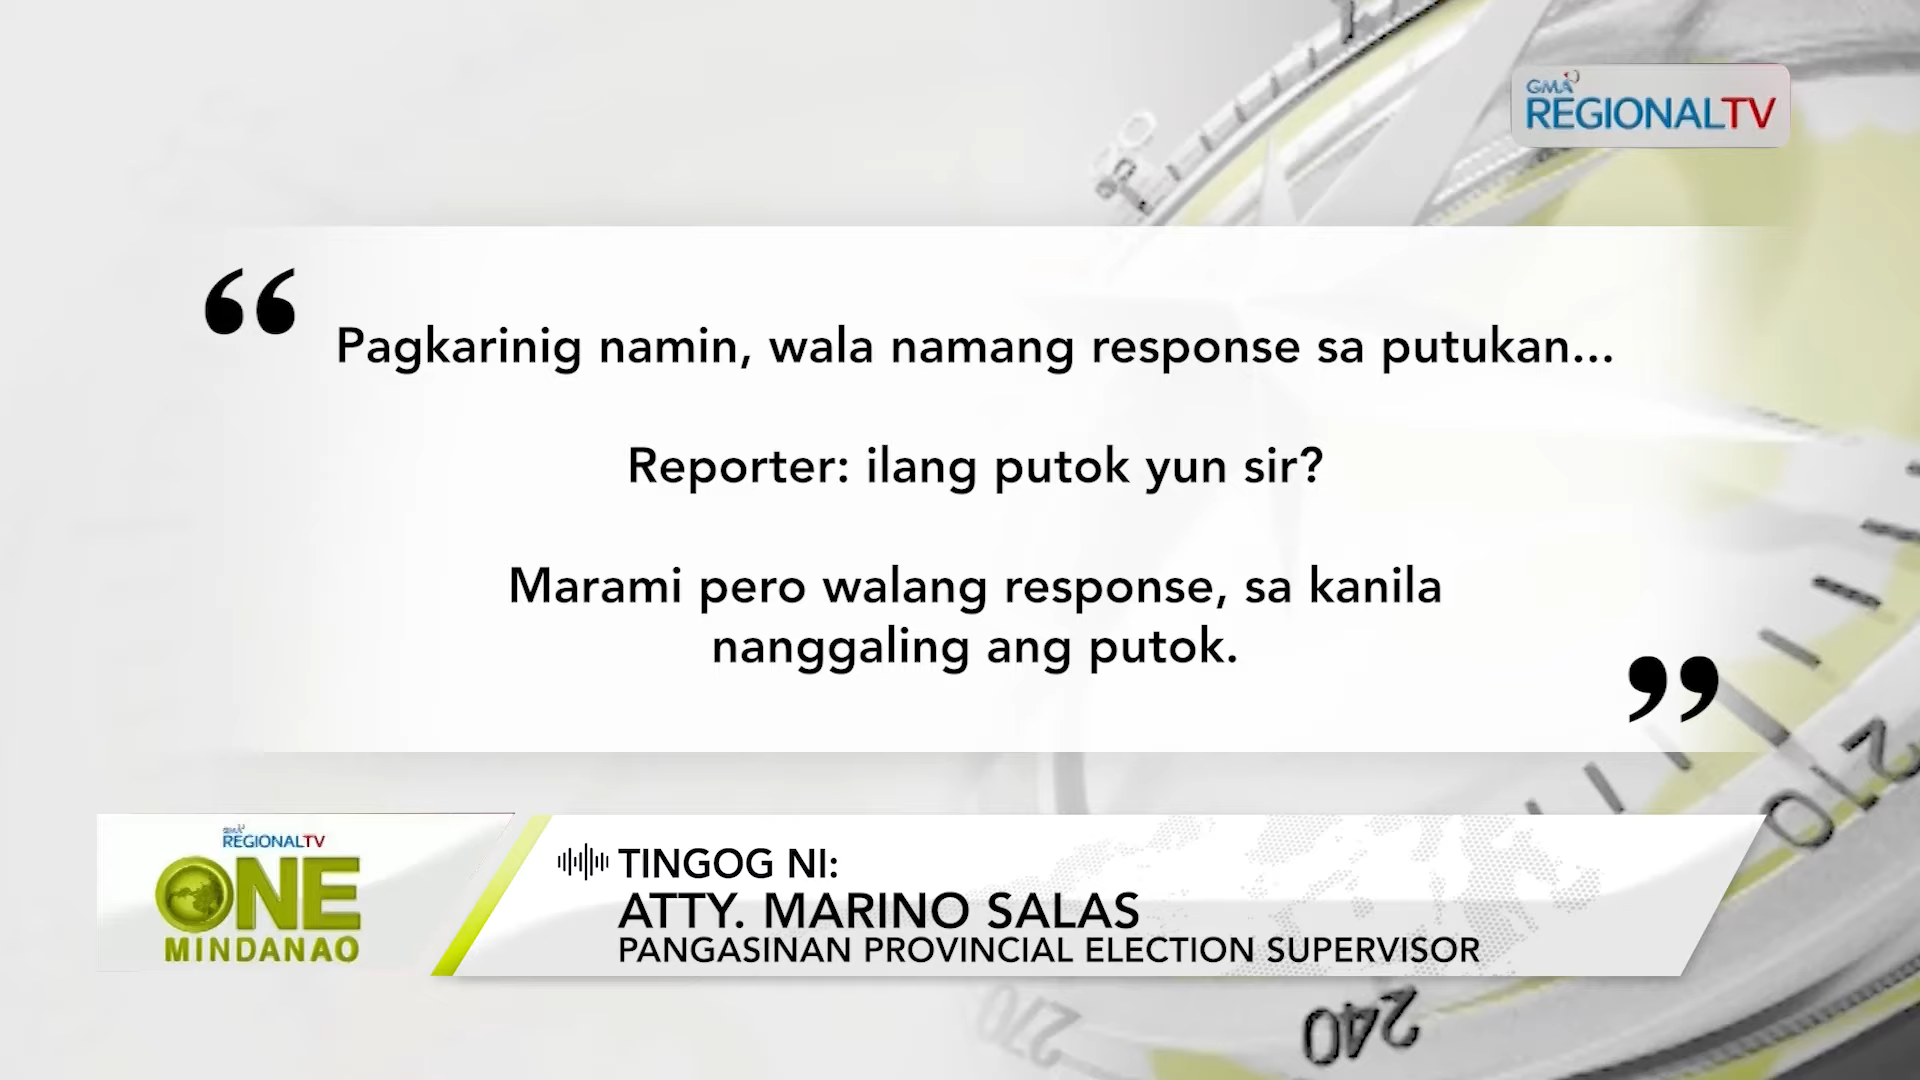 GMA
REGIONALTV
“
Pagkarinig namin, wala namang response sa putukan...
Reporter: ilang putok yun sir?
Marami pero walang response, sa kanila
nanggaling ang putok.
”
210
GMA
REGIONALTV
ONE
MINDANAO
TINGOG NI:
ATTY. MARINO SALAS
PANGASINAN PROVINCIAL ELECTION SUPERVISOR
270
240